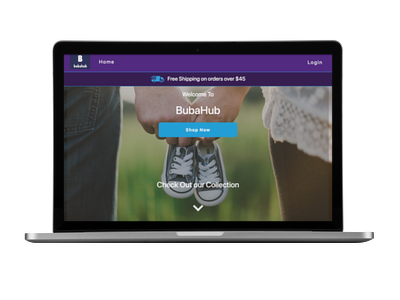 B
bubahub
Home
Login
Free Shipping on orders over $45
Welcome To
BubaHub
Shop Now
Check Out our Collection